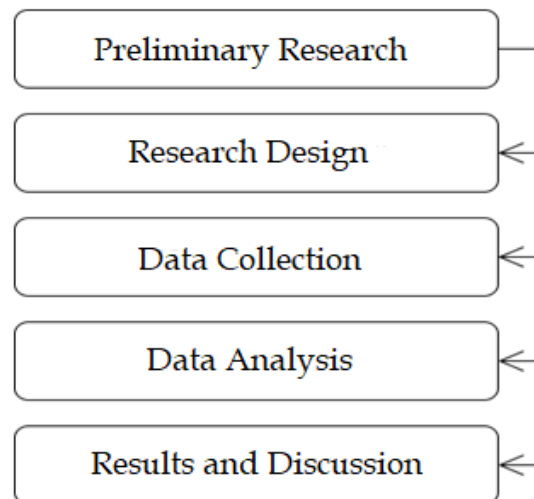 Preliminary Research
Research Design
Data Collection
Data Analysis
Results and Discussion